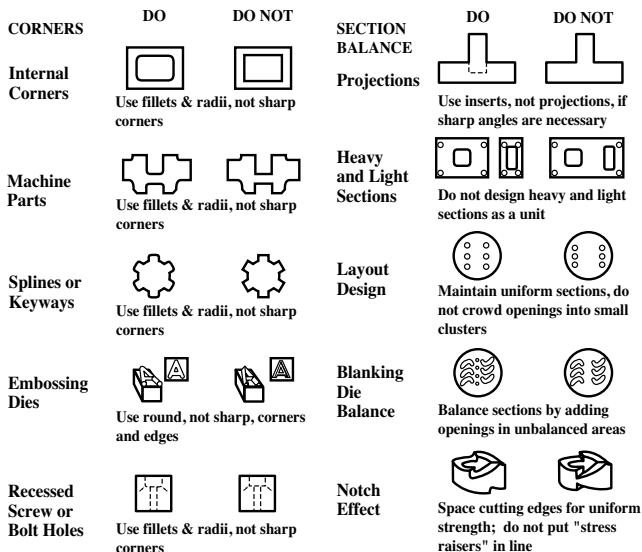 CORNERS
DO
DO NOT
Internal
Corners
Use fillets & radii, not sharp
corners
Machine
Parts
Use fillets & radii, not sharp
corners
Splines or
Keyways
Use fillets & radii, not sharp
corners
Embossing
Dies
A
A
Use round, not sharp, corners
and edges
Recessed
Screw or
Bolt Holes
Use fillets & radii, not sharp
corners
SECTION
BALANCE
DO
DO NOT
Projections
Use inserts, not projections, if
sharp angles are necessary
Heavy
and Light
Sections
Do not design heavy and light
sections as a unit
Layout
Design
Maintain uniform sections, do
not crowd openings into small
clusters
Blanking
Die
Balance
Balance sections by adding
openings in unbalanced areas
Notch
Effect
Space cutting edges for uniform
strength; do not put "stress
raisers" in line